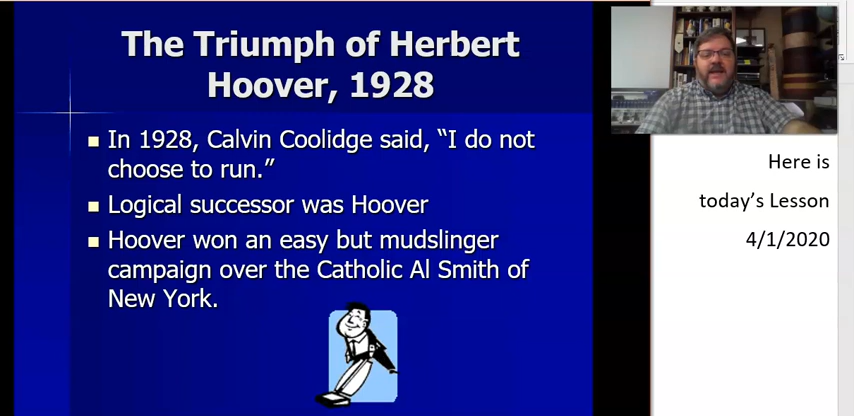 The Triumph of Herbert
Hoover, 1928
In 1928, Calvin Coolidge said, “I do not
choose to run.”
Logical successor was Hoover
Hoover won an easy but mudslinger
campaign over the Catholic Al Smith of
New York.
Here is
today’s Lesson
4/1/2020